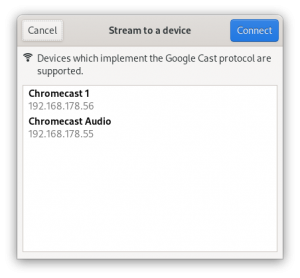 Cancel Stream to a device Connect
Devices which implement the Google Cast protocol are
supported.
Chromecast 1
192.168.178.56
Chromecast Audio
192.168.178.55